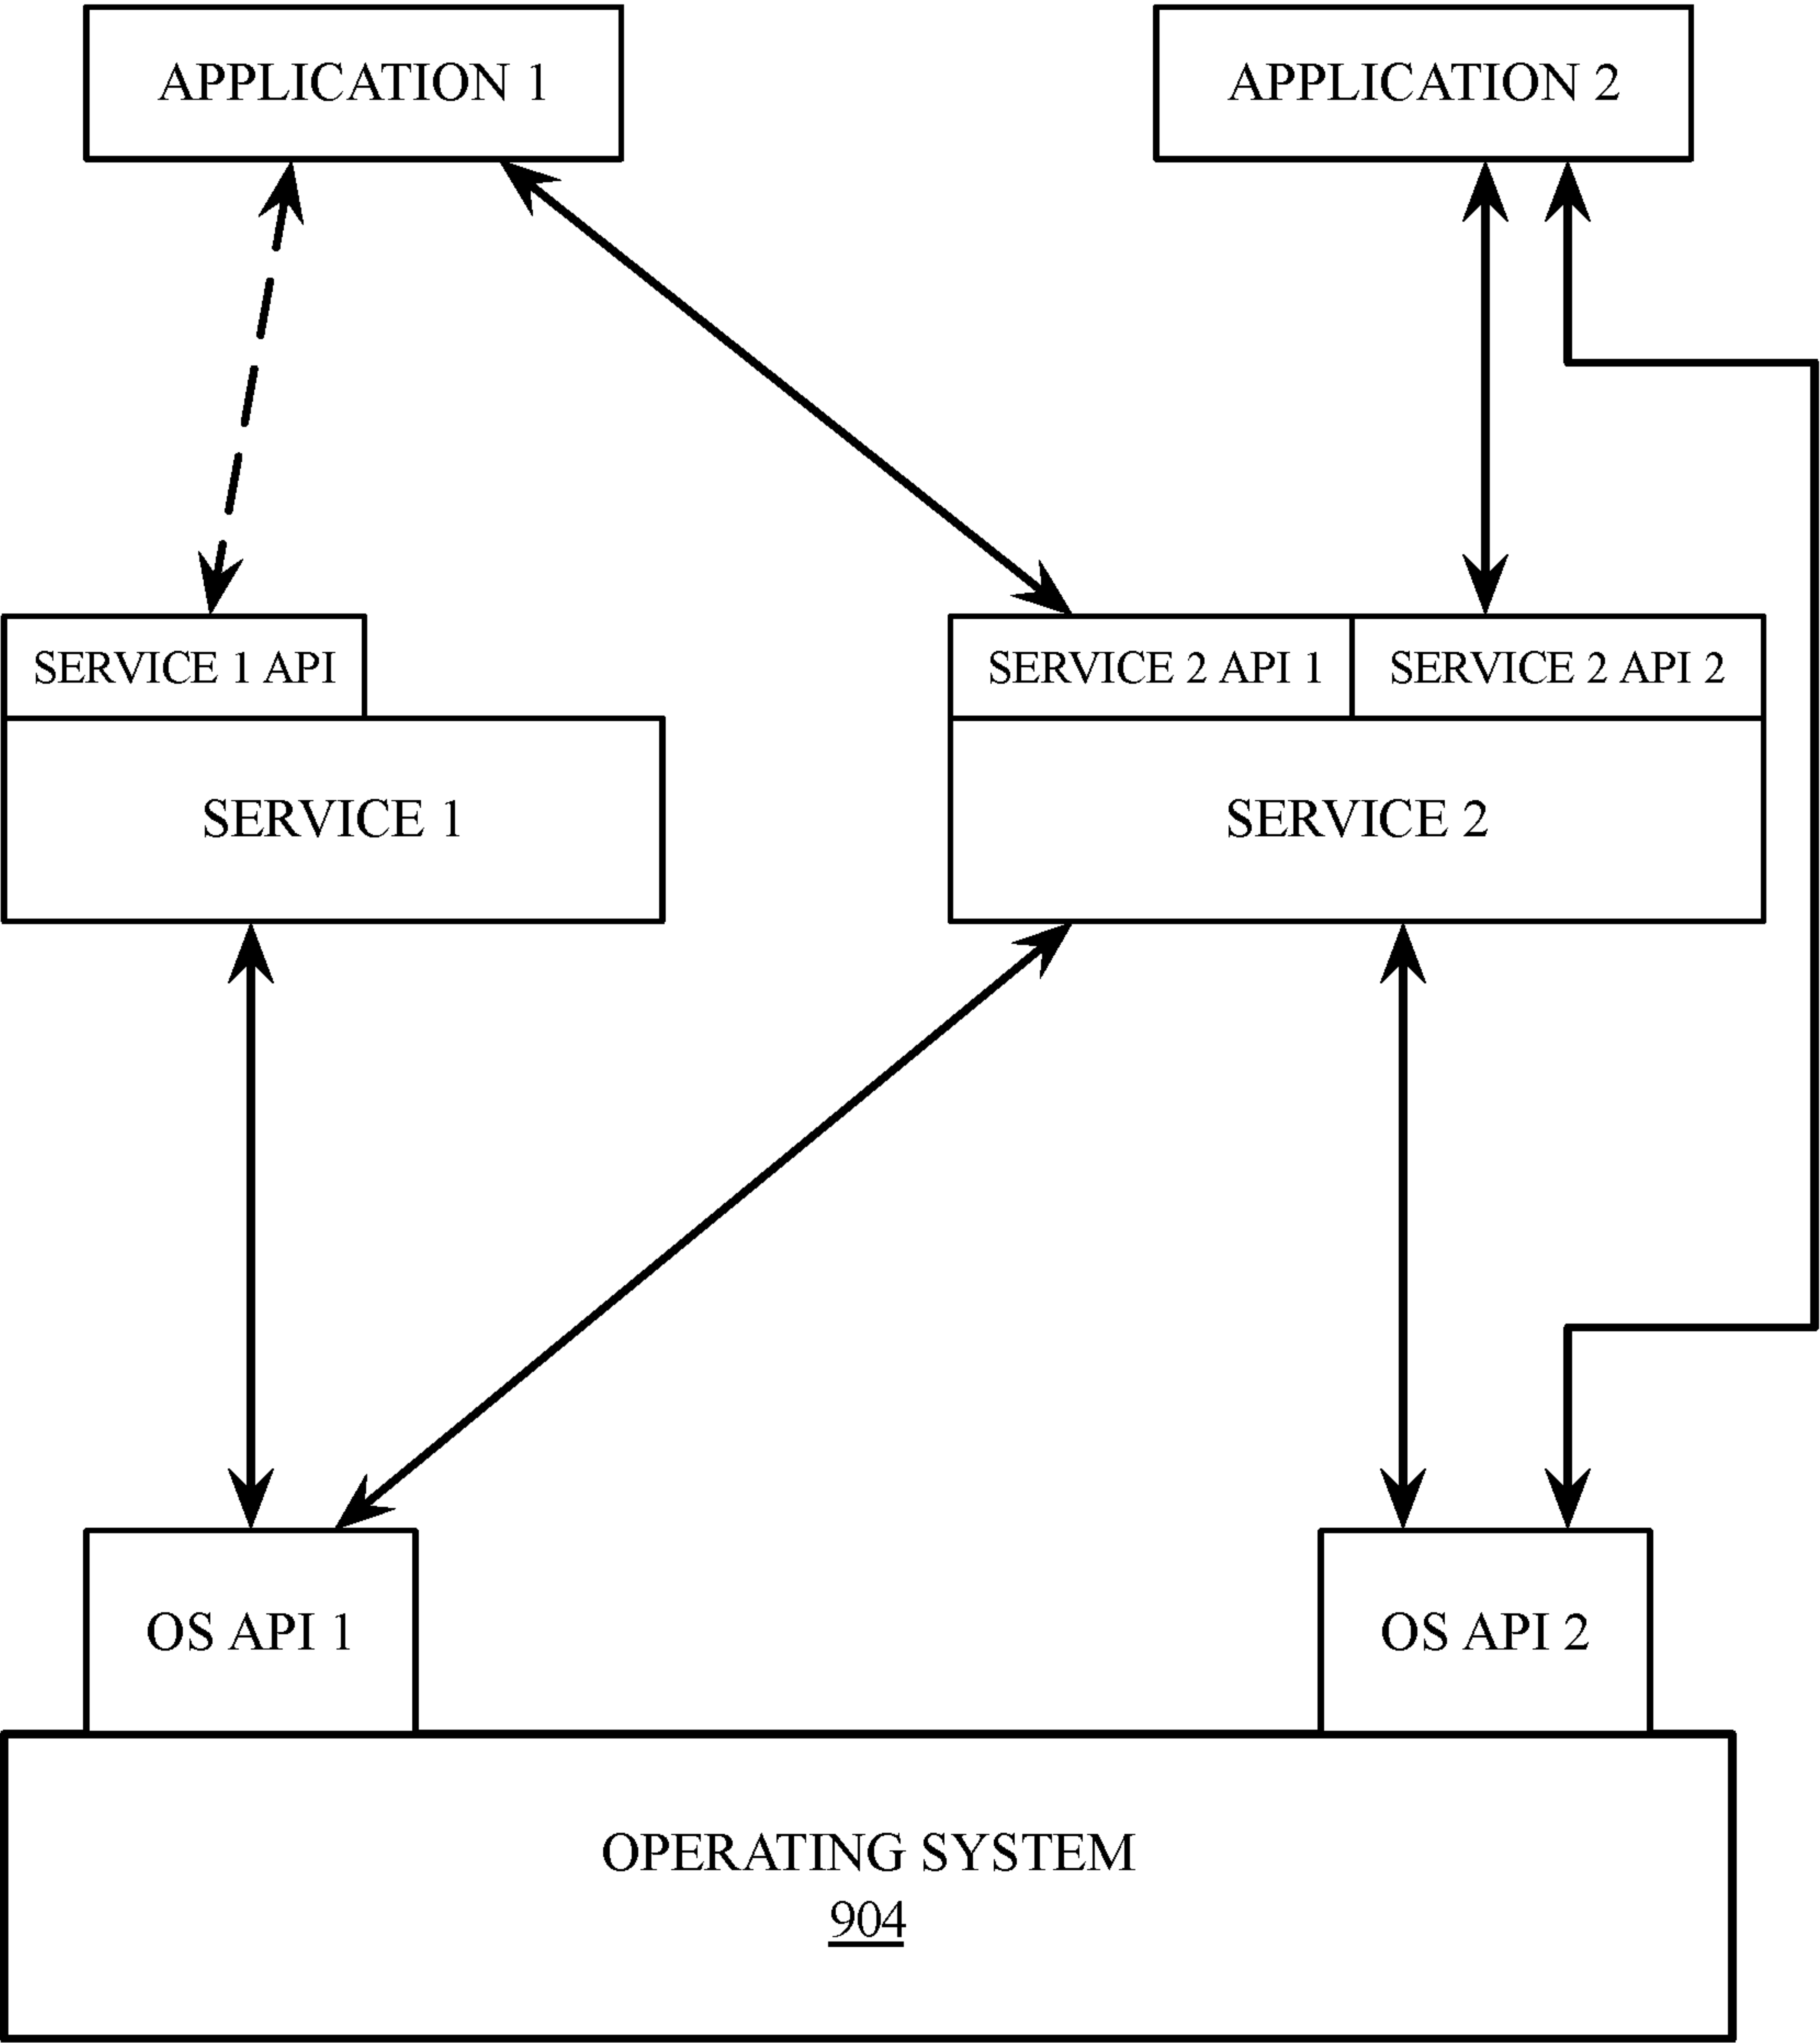 APPLICATION 1
APPLICATION 2
SERVICE 1 API
SERVICE 2 API 1
SERVICE 2 API 2
SERVICE 1
SERVICE 2
OS API 1
OS API 2
OPERATING SYSTEM
904